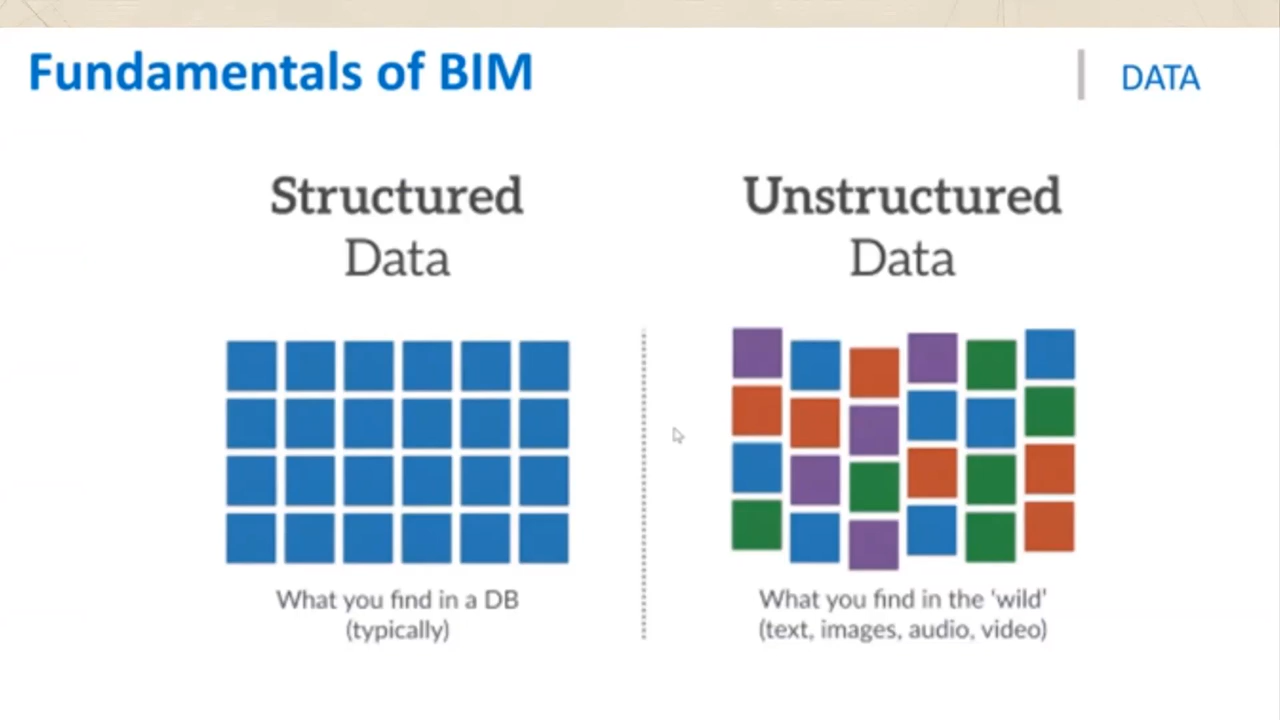 Fundamentals of BIM
DATA
Structured
Data
What you find in a DB
(typically)
Unstructured
Data
What you find in the 'wild'
(text, images, audio, video)